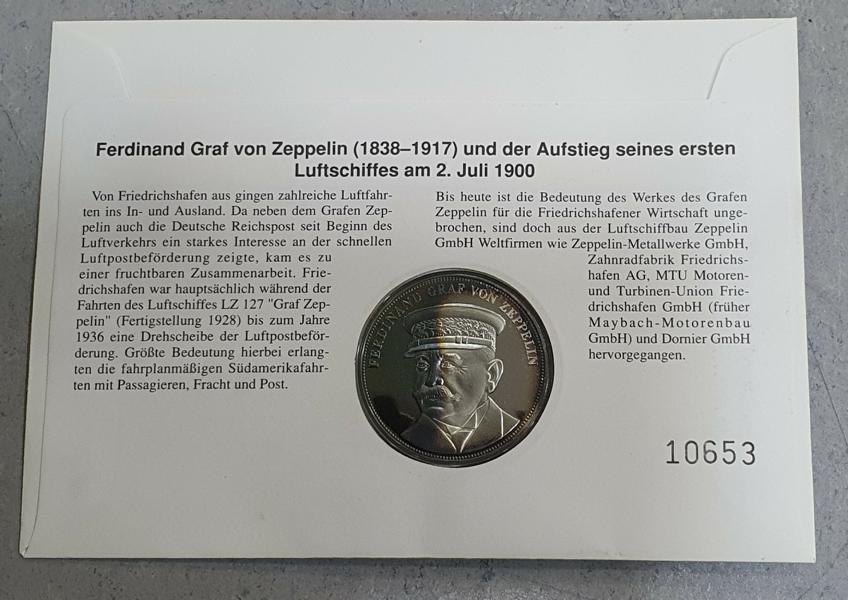 Ferdinand Graf von Zeppelin (1838–1917) und der Aufstieg seines ersten
Luftschiffes am 2. Juli 1900
Von Friedrichshafen aus gingen zahlreiche Luftfahr-
ten ins In- und Ausland. Da neben dem Grafen Zep-
pelin auch die Deutsche Reichspost seit Beginn des
Luftverkehrs ein starkes Interesse an der schnellen
Luftpostbeförderung zeigte, kam es zu
einer fruchtbaren Zusammenarbeit. Frie-
drichshafen war hauptsächlich während der
Fahrten des Luftschiffes LZ 127 "Graf Zep-
pelin" (Fertigstellung 1928) bis zum Jahre
1936 eine Drehscheibe der Luftpostbeför-
derung. Größte Bedeutung hierbei erlang-
ten die fahrplanmäßigen Südamerikafahr-
ten mit Passagieren, Fracht und Post.
Bis heute ist die Bedeutung des Werkes des Grafen
Zeppelin für die Friedrichshafener Wirtschaft unge-
brochen, sind doch aus der Luftschiffbau Zeppelin
GmbH Weltfirmen wie Zeppelin-Metallwerke GmbH,
Zahnradfabrik Friedrichs-
hafen AG, MTU Motoren-
und Turbinen-Union Frie-
drichshafen GmbH (früher
Maybach-Motorenbau
GmbH) und Dornier GmbH
hervorgegangen.
FERDINAND GRAF VON ZEPPELIN
10653